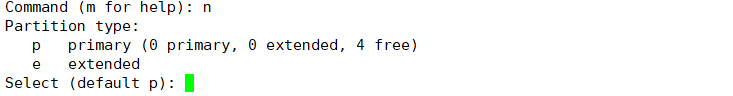 Command (m for help): n
Partition type:
   p   primary (0 primary, 0 extended, 4 free)
   e   extended
Select (default p):